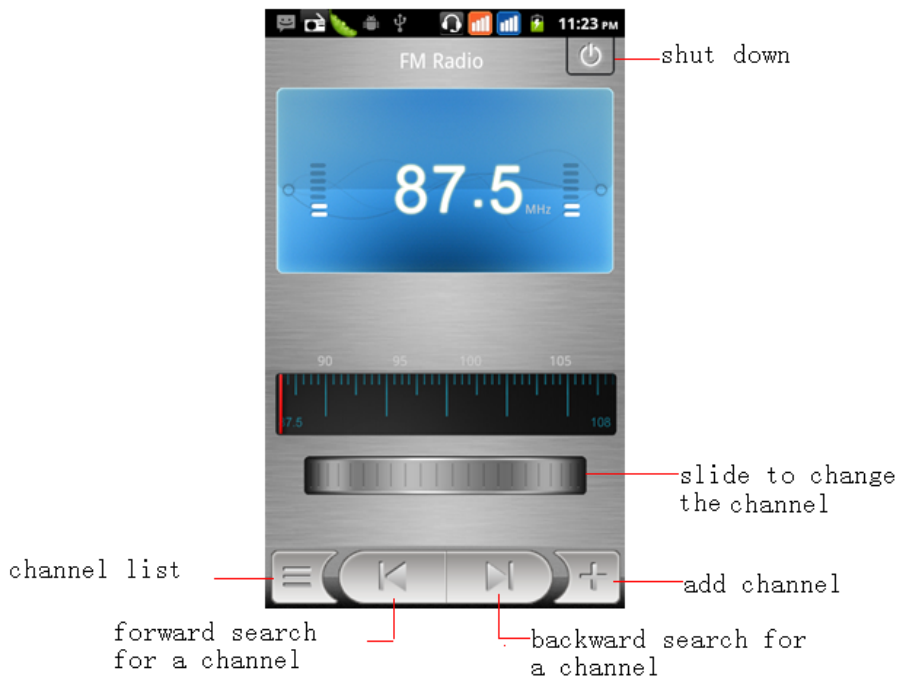 11:23 PM
FM Radio
shut down
87.5 MHz
90 95 100 105
87.5 108
slide to change
the channel
channel list
add channel
forward search
for a channel
backward search for
a channel